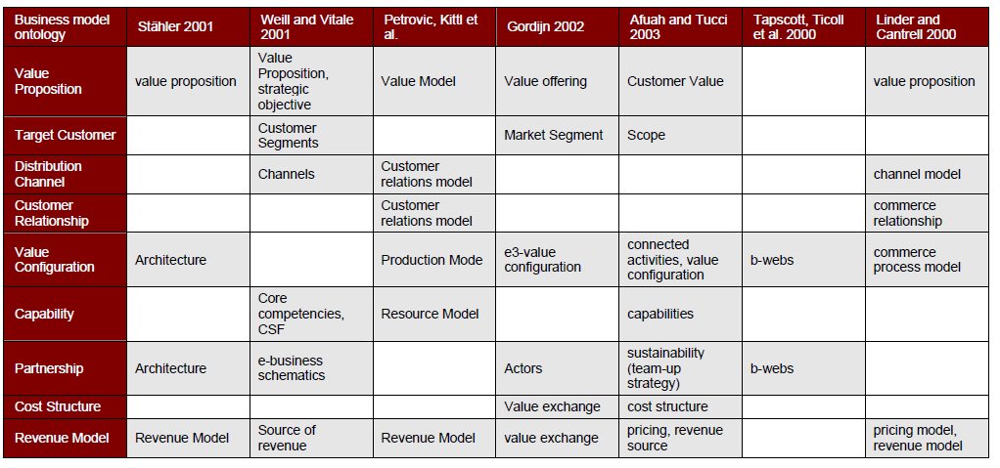 Business model ontology | Stähler 2001 | Weill and Vitale 2001 | Petrovic, Kittl et al. | Gordijn 2002 | Afuah and Tucci 2003 | Tapscott, Ticoll et al. 2000 | Linder and Cantrell 2000
Value Proposition | value proposition | Value Proposition, strategic objective | Value Model | Value offering | Customer Value | | value proposition
Target Customer | | Customer Segments | | Market Segment | Scope | |
Distribution Channel | | Channels | Customer relations model | | | | channel model
Customer Relationship | | | Customer relations model | | | | commerce relationship
Value Configuration | Architecture | | Production Mode | e3-value configuration | connected activities, value configuration | b-webs | commerce process model
Capability | | Core competencies, CSF | Resource Model | | capabilities | |
Partnership | Architecture | e-business schematics | | Actors | sustainability (team-up strategy) | b-webs |
Cost Structure | | | | Value exchange | cost structure | |
Revenue Model | Revenue Model | Source of revenue | Revenue Model | value exchange | pricing, revenue source | | pricing model, revenue model